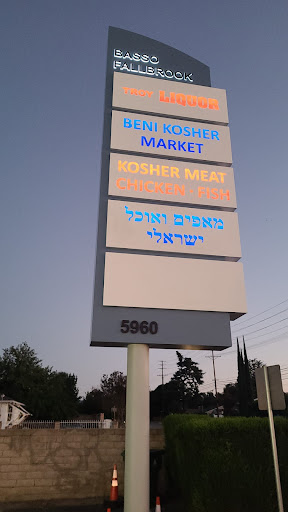 BASSO
FALLBROOK
LIQUOR
BENI KOSHER
MARKET
KOSHER MEAT
CHICKEN - FISH
מאפים ואוכל
ישראלי
5960